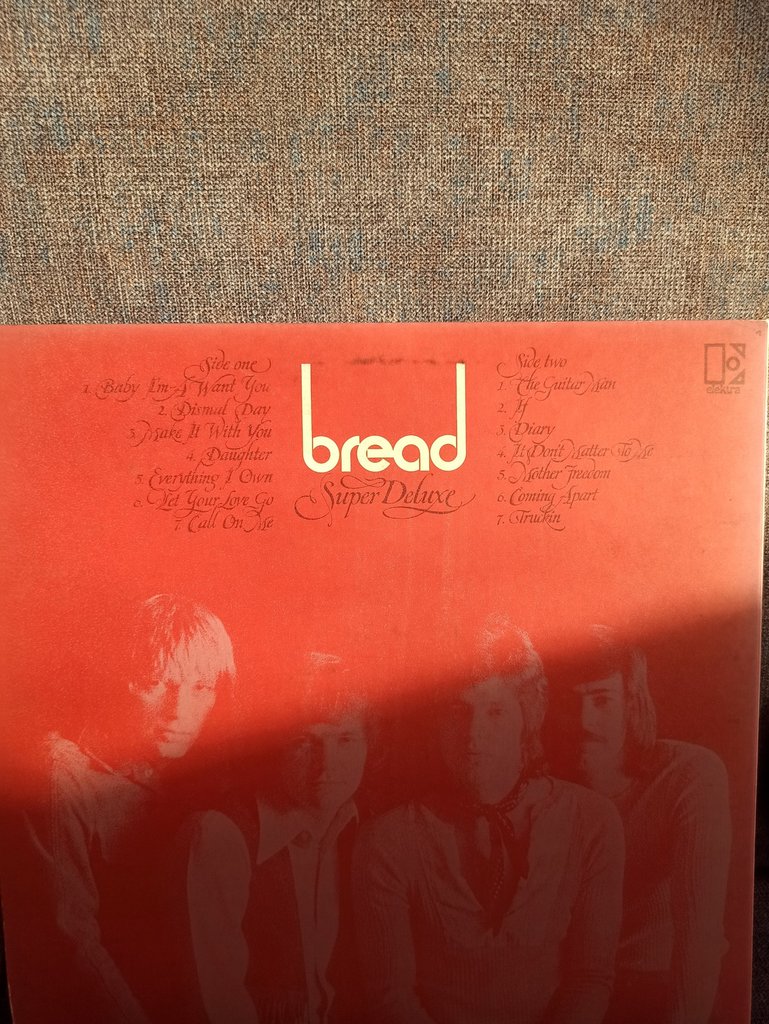 Side one
1. Baby I'm-A Want You
2. Dismal Day
3. Make It With You
4. Daughter
5. Everything I Own
6. Let Your Love Go
7. Call On Me
bread
Super Deluxe
Side two
1. The Guitar Man
2. If
3. Diary
4. It Don't Matter To Me
5. Mother Freedom
6. Coming Apart
7. Truckin
elektra